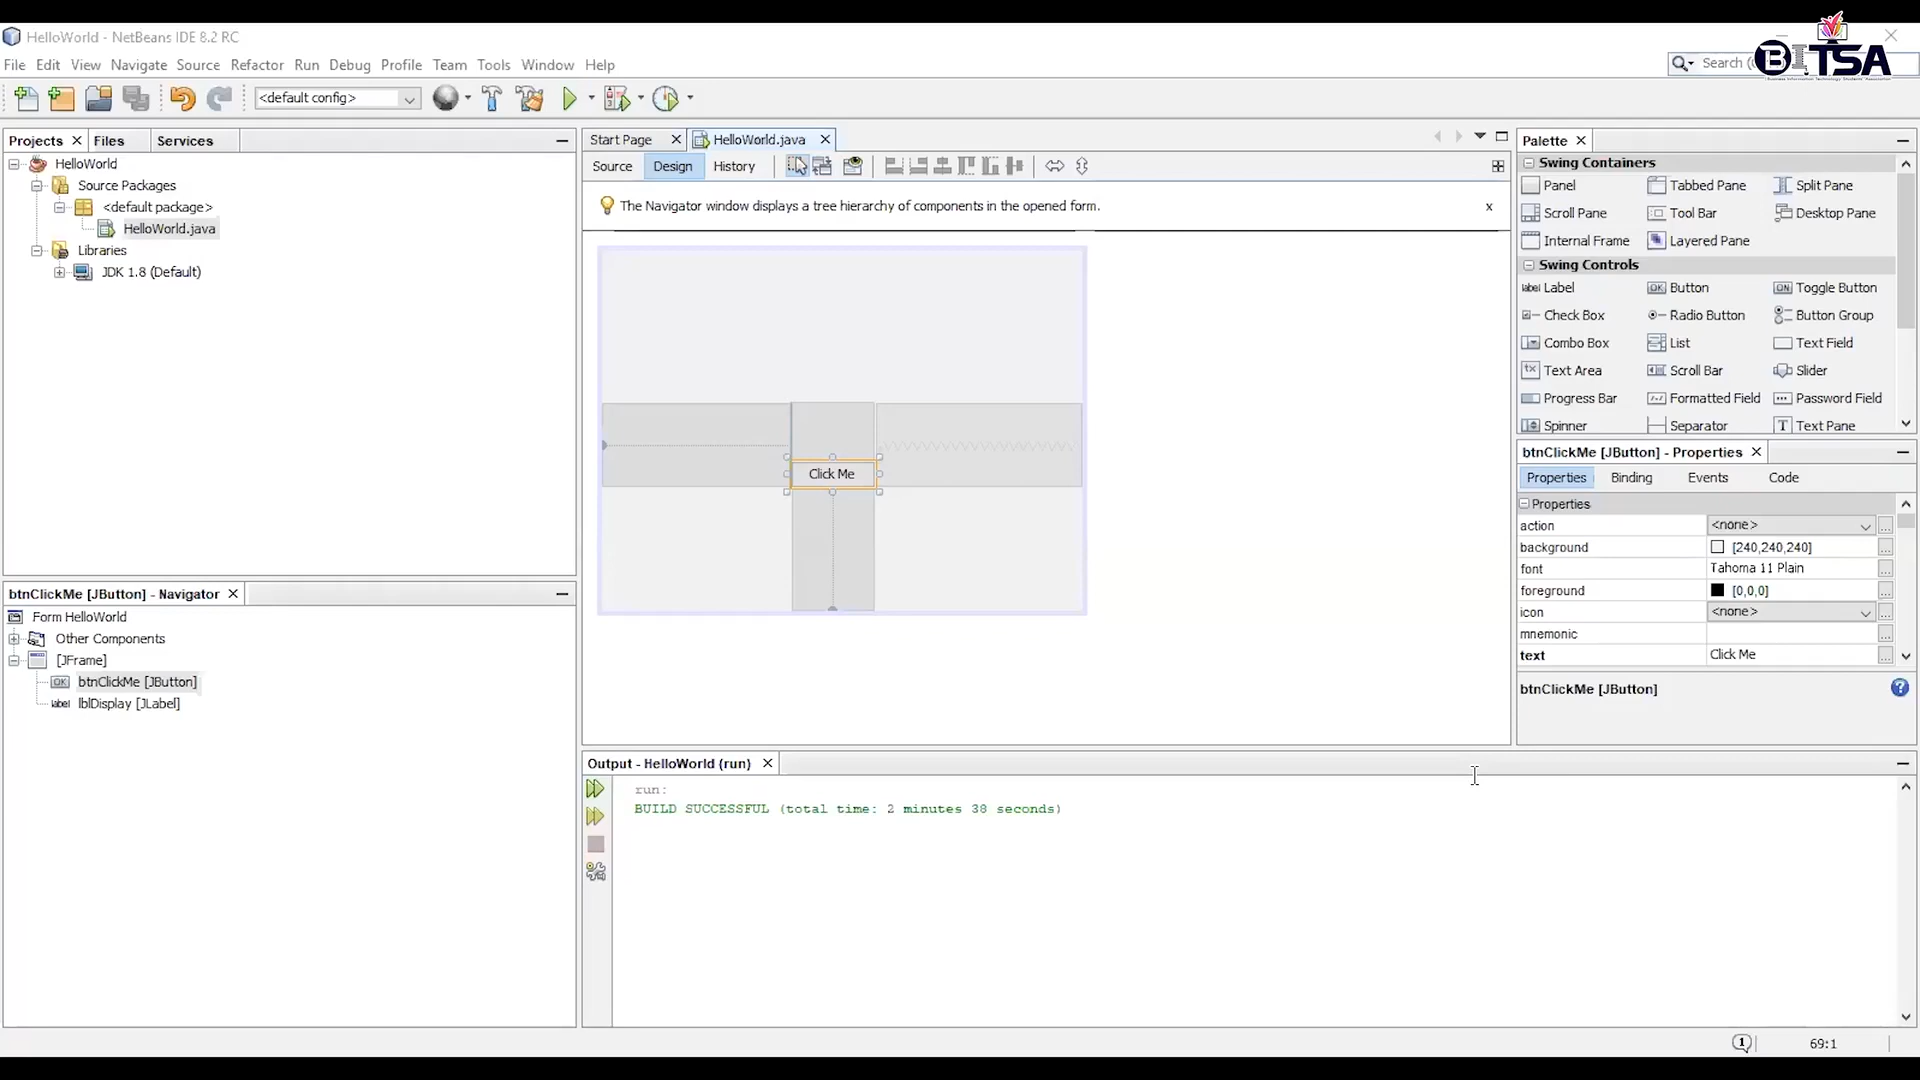 HelloWorld - NetBeans IDE 8.2 RC
File Edit View Navigate Source Refactor Run Debug Profile Team Tools Window Help
Search (
BITSA
<default config>
Projects Files Services
HelloWorld
Source Packages
<default package>
HelloWorld.java
Libraries
JDK 1.8 (Default)
btnClickMe [JButton] - Navigator
Form HelloWorld
Other Components
[JFrame]
OK btnClickMe [JButton]
label lblDisplay [JLabel]
Start Page HelloWorld.java
Source Design History
The Navigator window displays a tree hierarchy of components in the opened form. x
Click Me
Output - HelloWorld (run)
run:
BUILD SUCCESSFUL (total time: 2 minutes 38 seconds)
Palette
Swing Containers
Panel Tabbed Pane Split Pane
Scroll Pane Tool Bar Desktop Pane
Internal Frame Layered Pane
Swing Controls
label Label OK Button ON Toggle Button
Check Box Radio Button Button Group
Combo Box List Text Field
Text Area Scroll Bar Slider
Progress Bar Formatted Field Password Field
Spinner Separator T Text Pane
btnClickMe [JButton] - Properties
Properties Binding Events Code
Properties
action <none> ...
background [240,240,240] ...
font Tahoma 11 Plain ...
foreground [0,0,0] ...
icon <none> ...
mnemonic ...
text Click Me ...
btnClickMe [JButton] ?
1 69:1